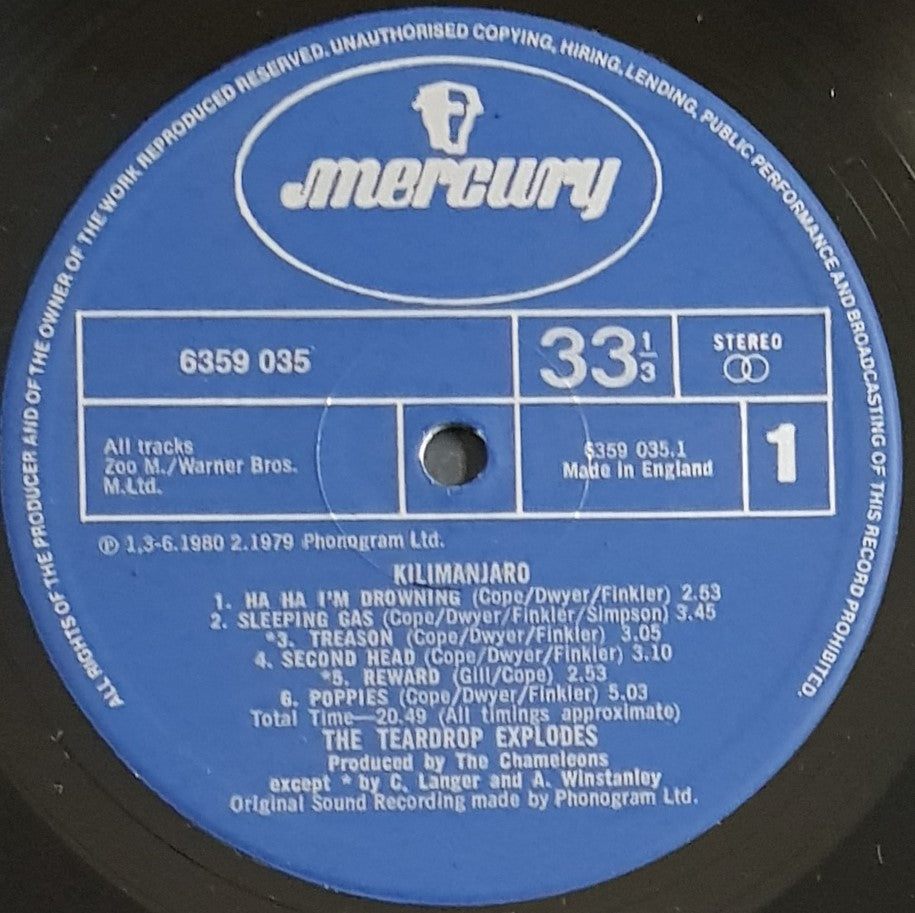 ALL RIGHTS OF THE PRODUCER AND OF THE OWNER OF THE WORK REPRODUCED RESERVED. UNAUTHORISED COPYING, HIRING, LENDING, PUBLIC PERFORMANCE AND BROADCASTING OF THIS RECORD PROHIBITED.
mercury
6359 035
33 1/3
STEREO
All tracks
Zoo M./Warner Bros.
M.Ltd.
6359 035.1
Made in England
1
℗ 1,3-6.1980 2.1979 Phonogram Ltd.
KILIMANJARO
1. HA HA I'M DROWNING (Cope/Dwyer/Finkler) 2.53
2. SLEEPING GAS (Cope/Dwyer/Finkler/Simpson) 3.45
*3. TREASON (Cope/Dwyer/Finkler) 3.05
4. SECOND HEAD (Cope/Dwyer/Finkler) 3.10
*5. REWARD (Gill/Cope) 2.53
6. POPPIES (Cope/Dwyer/Finkler) 5.03
Total Time—20.49 (All timings approximate)
THE TEARDROP EXPLODES
Produced by The Chameleons
except * by C. Langer and A. Winstanley
Original Sound Recording made by Phonogram Ltd.